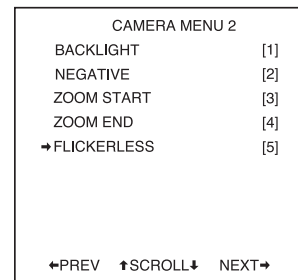 CAMERA MENU 2
BACKLIGHT [1]
NEGATIVE [2]
ZOOM START [3]
ZOOM END [4]
➔FLICKERLESS [5]
←PREV ↑SCROLL↓ NEXT➔